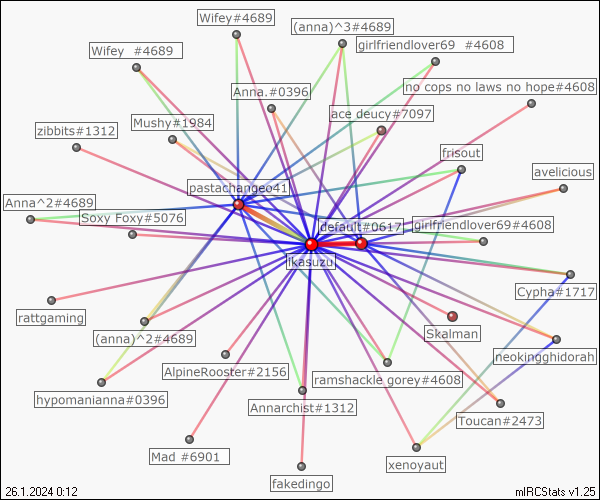 Wifey#4689
(anna)^3#4689
Wifey  #4689
girlfriendlover69  #4608
no cops no laws no hope#4608
Anna.#0396
ace deucy#7097
Mushy#1984
zibbits#1312
frisout
avelicious
pastachangeo41
Anna^2#4689
Soxy Foxy#5076
default#0617
girlfriendlover69#4608
ikasuzu
Cypha#1717
rattgaming
Skalman
(anna)^2#4689
neokingghidorah
AlpineRooster#2156
ramshackle gorey#4608
hypomanianna#0396
Annarchist#1312
Toucan#2473
Mad #6901
xenoyaut
fakedingo
26.1.2024 0:12
mIRCStats v1.25